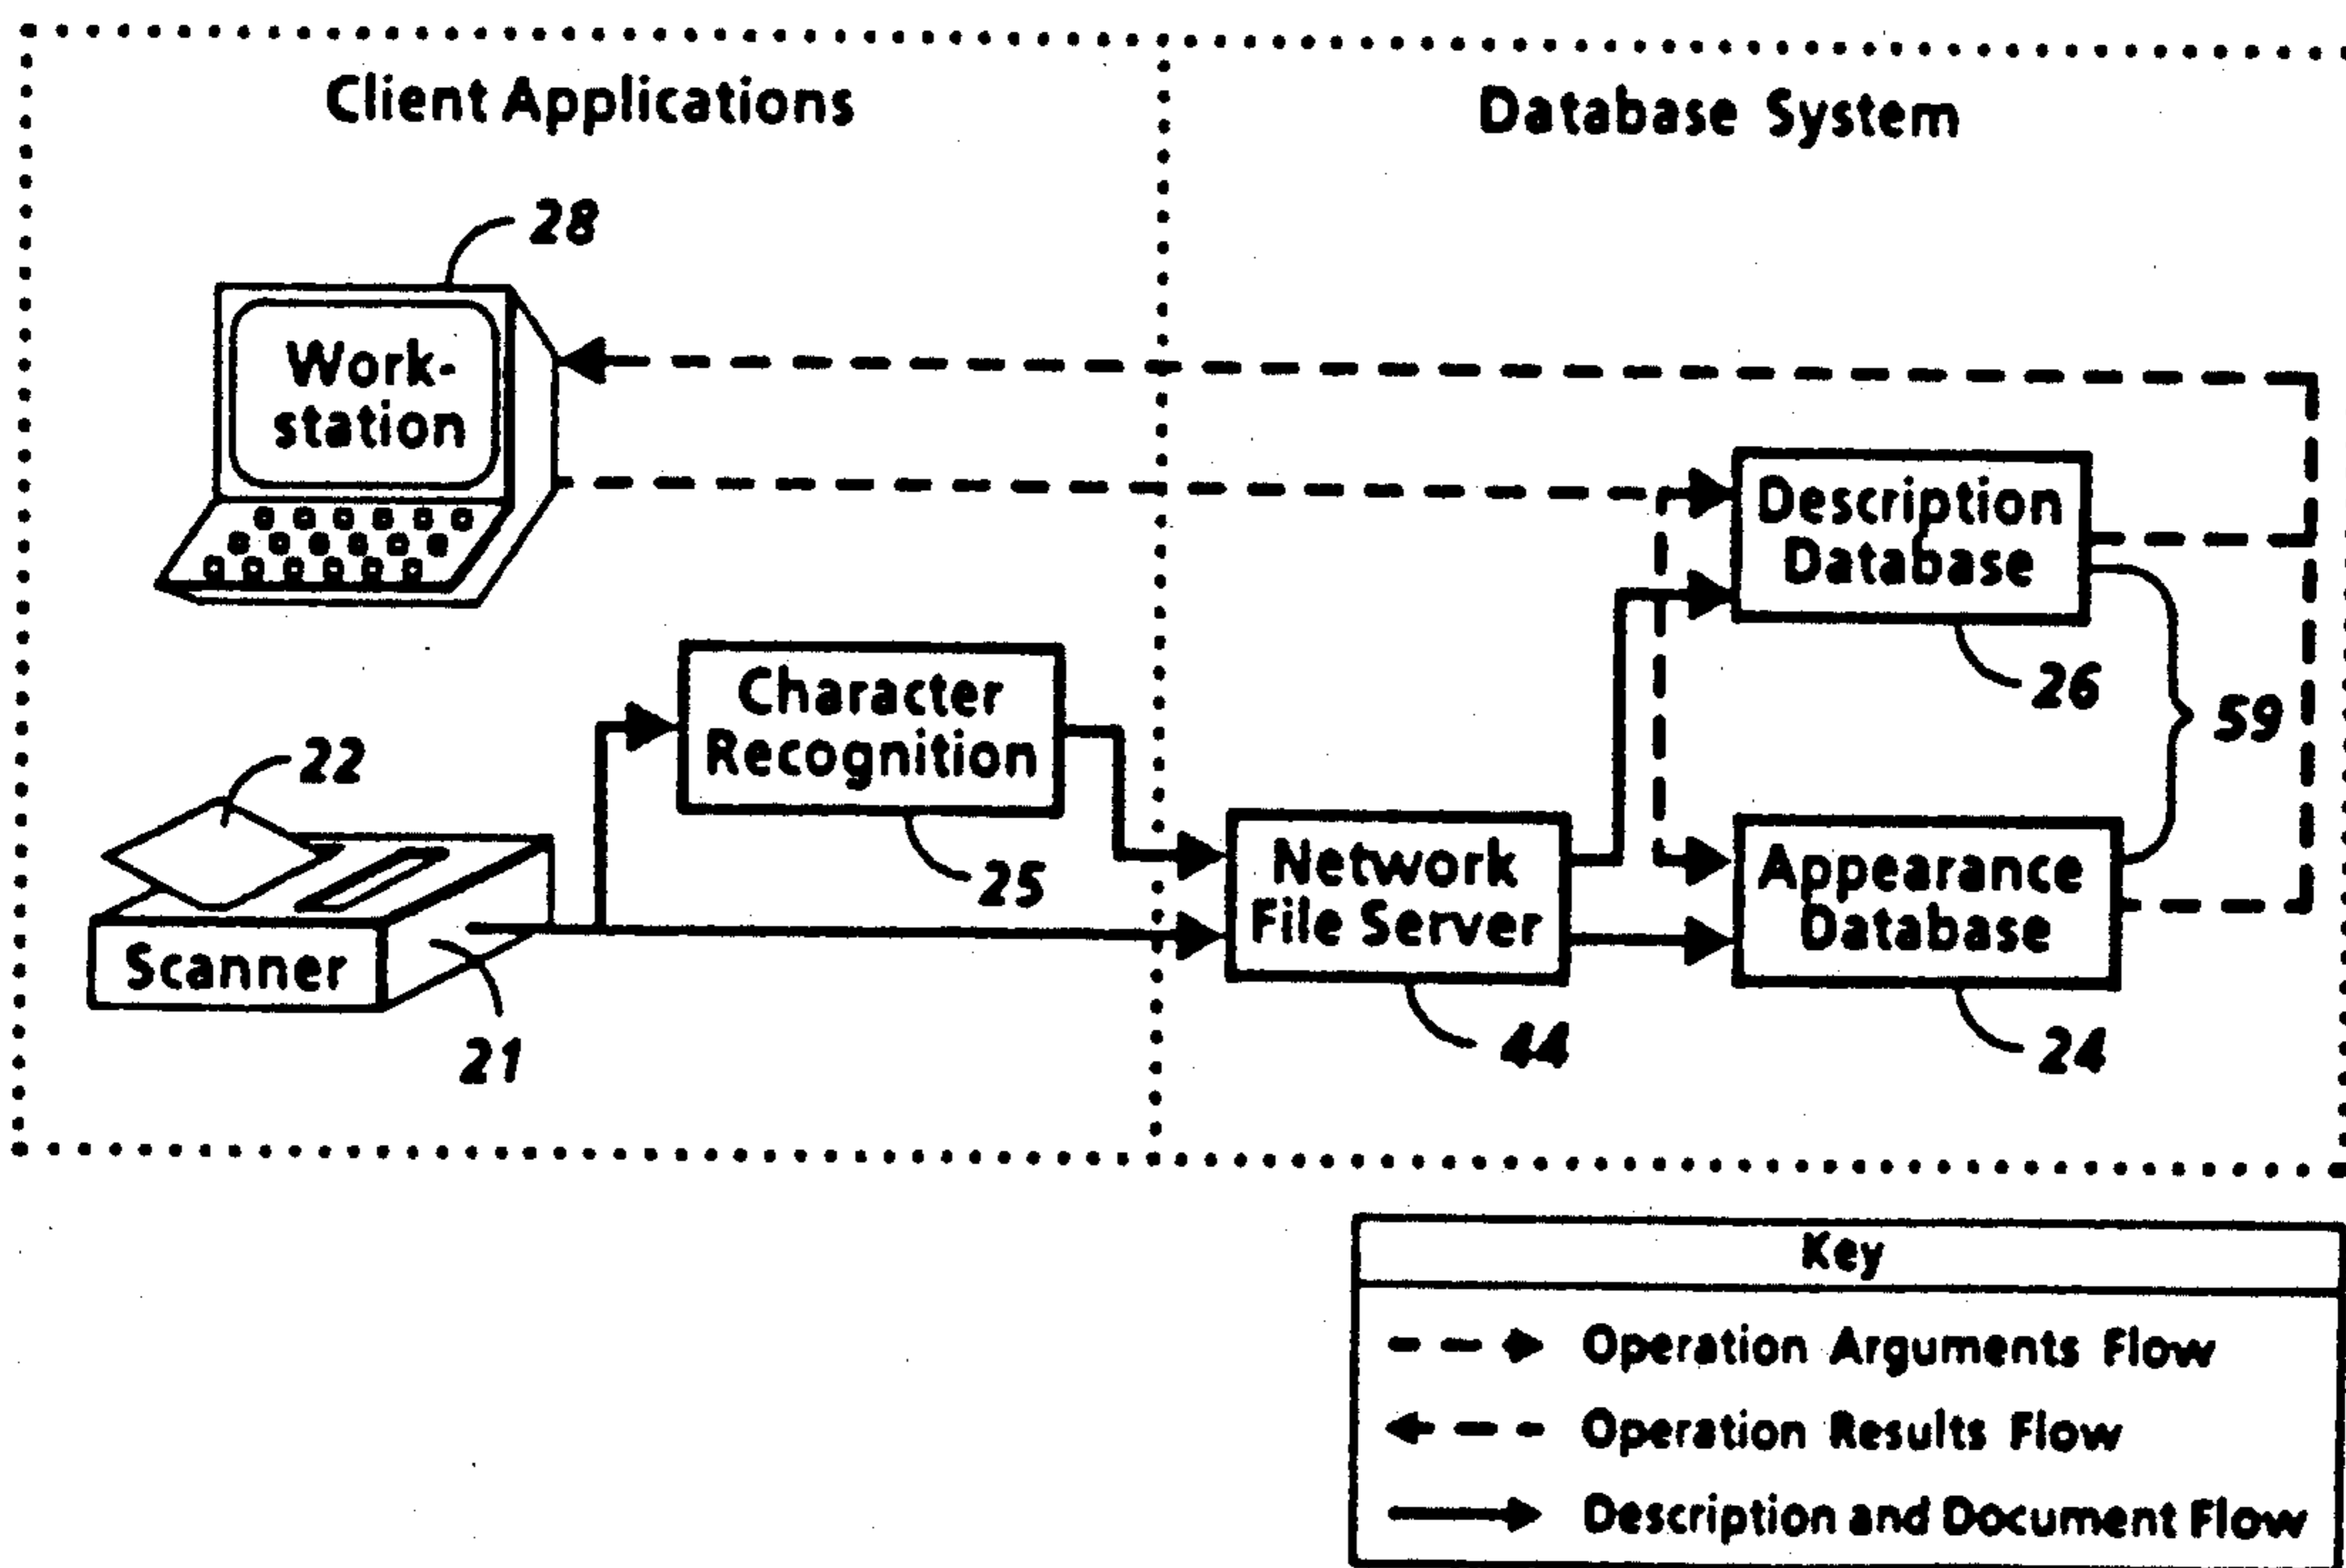 Client Applications
Database System
28
Work-
station
Description
Database
26
Character
Recognition
25
59
22
Scanner
21
Network
File Server
44
Appearance
Database
24
Key
Operation Arguments Flow
Operation Results Flow
Description and Document Flow